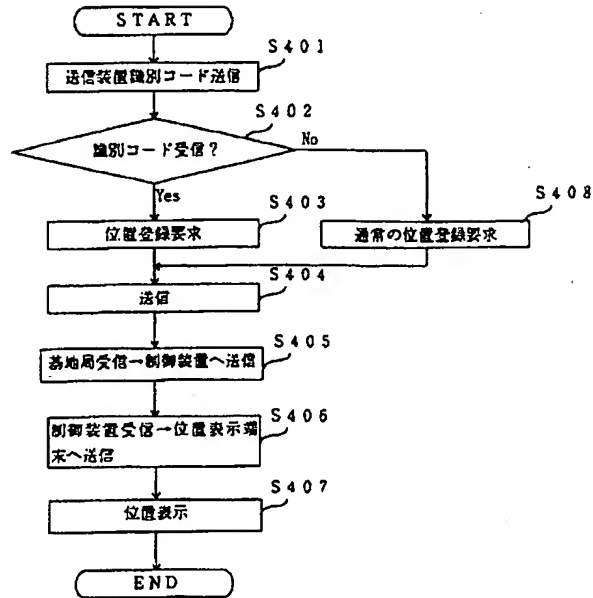 START
S401
送信装置識別コード送信
S402
識別コード受信?
No
Yes
S403
位置登録要求
S408
通常の位置登録要求
S404
送信
S405
基地局受信→制御装置へ送信
S406
制御装置受信→位置表示端
末へ送信
S407
位置表示
END